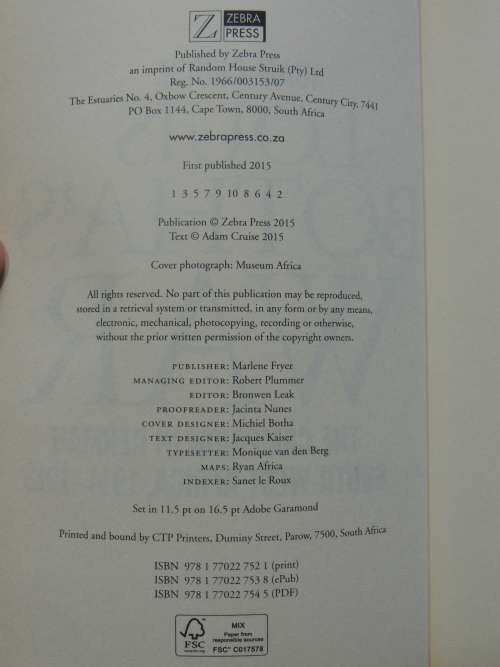 ZEBRA
PRESS
Published by Zebra Press
an imprint of Random House Struik (Pty) Ltd
Reg. No. 1966/003153/07
The Estuaries No. 4, Oxbow Crescent, Century Avenue, Century City, 7441
PO Box 1144, Cape Town, 8000, South Africa
www.zebrapress.co.za
First published 2015
1 3 5 7 9 10 8 6 4 2
Publication © Zebra Press 2015
Text © Adam Cruise 2015
Cover photograph: Museum Africa
All rights reserved. No part of this publication may be reproduced,
stored in a retrieval system or transmitted, in any form or by any means,
electronic, mechanical, photocopying, recording or otherwise,
without the prior written permission of the copyright owners.
PUBLISHER: Marlene Fryer
MANAGING EDITOR: Robert Plummer
EDITOR: Bronwen Leak
PROOFREADER: Jacinta Nunes
COVER DESIGNER: Michiel Botha
TEXT DESIGNER: Jacques Kaiser
TYPESETTER: Monique van den Berg
MAPS: Ryan Africa
INDEXER: Sanet le Roux
Set in 11.5 pt on 16.5 pt Adobe Garamond
Printed and bound by CTP Printers, Duminy Street, Parow, 7500, South Africa
ISBN 978 1 77022 752 1 (print)
ISBN 978 1 77022 753 8 (ePub)
ISBN 978 1 77022 754 5 (PDF)
MIX
Paper from
responsible sources
FSC
www.fsc.org
FSC® C017578